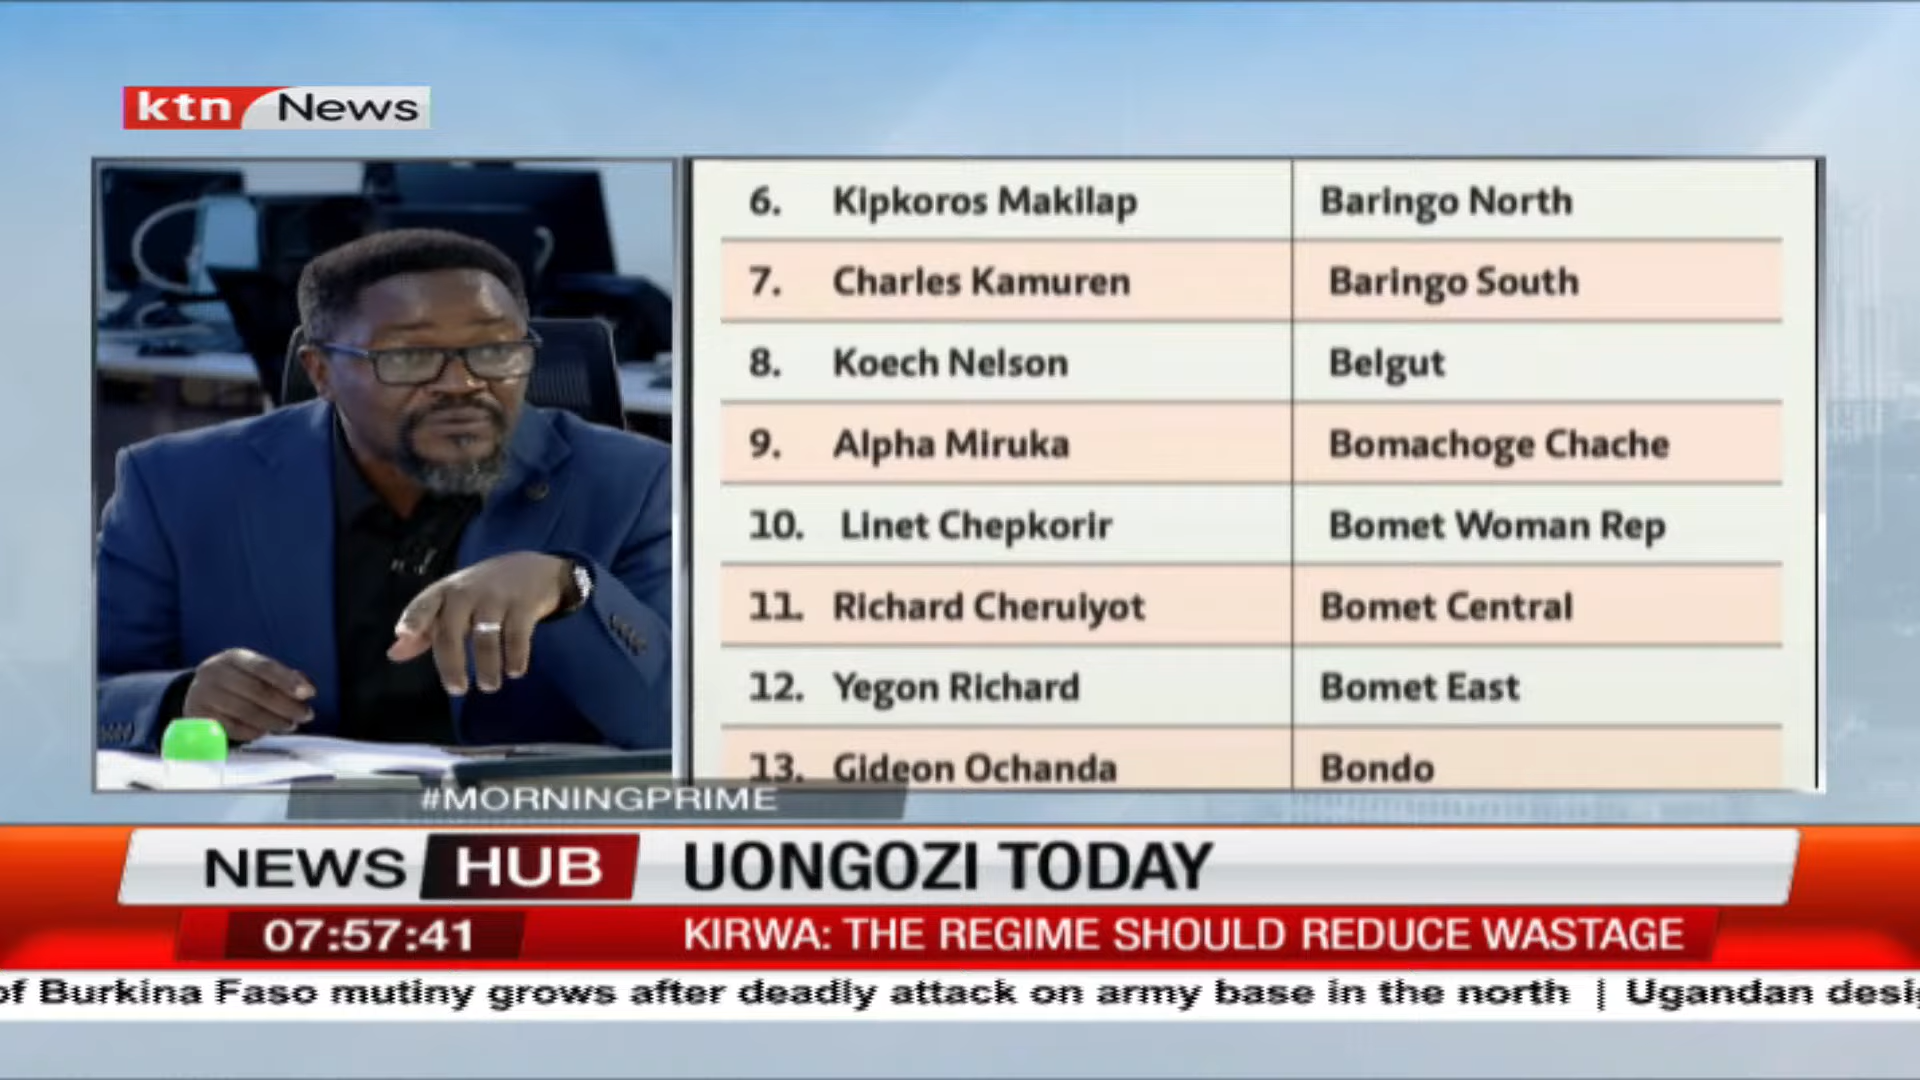 ktn News
6. Kipkoros Makilap Baringo North
7. Charles Kamuren Baringo South
8. Koech Nelson Belgut
9. Alpha Miruka Bomachoge Chache
10. Linet Chepkorir Bomet Woman Rep
11. Richard Cheruiyot Bomet Central
12. Yegon Richard Bomet East
13. Gideon Ochanda Bondo
#MORNINGPRIME
NEWS HUB UONGOZI TODAY
07:57:41 KIRWA: THE REGIME SHOULD REDUCE WASTAGE
of Burkina Faso mutiny grows after deadly attack on army base in the north | Ugandan desig